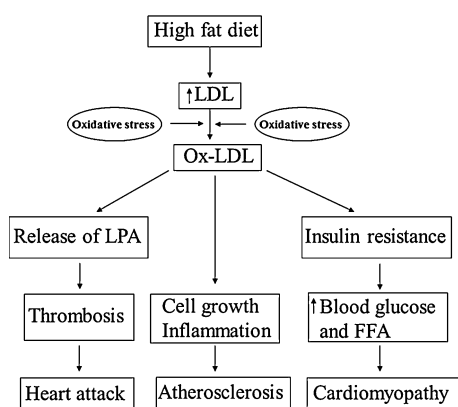 High fat diet
↑LDL
Oxidative stress
Oxidative stress
Ox-LDL
Release of LPA
Insulin resistance
Thrombosis
Cell growth
Inflammation
↑Blood glucose
and FFA
Heart attack
Atherosclerosis
Cardiomyopathy